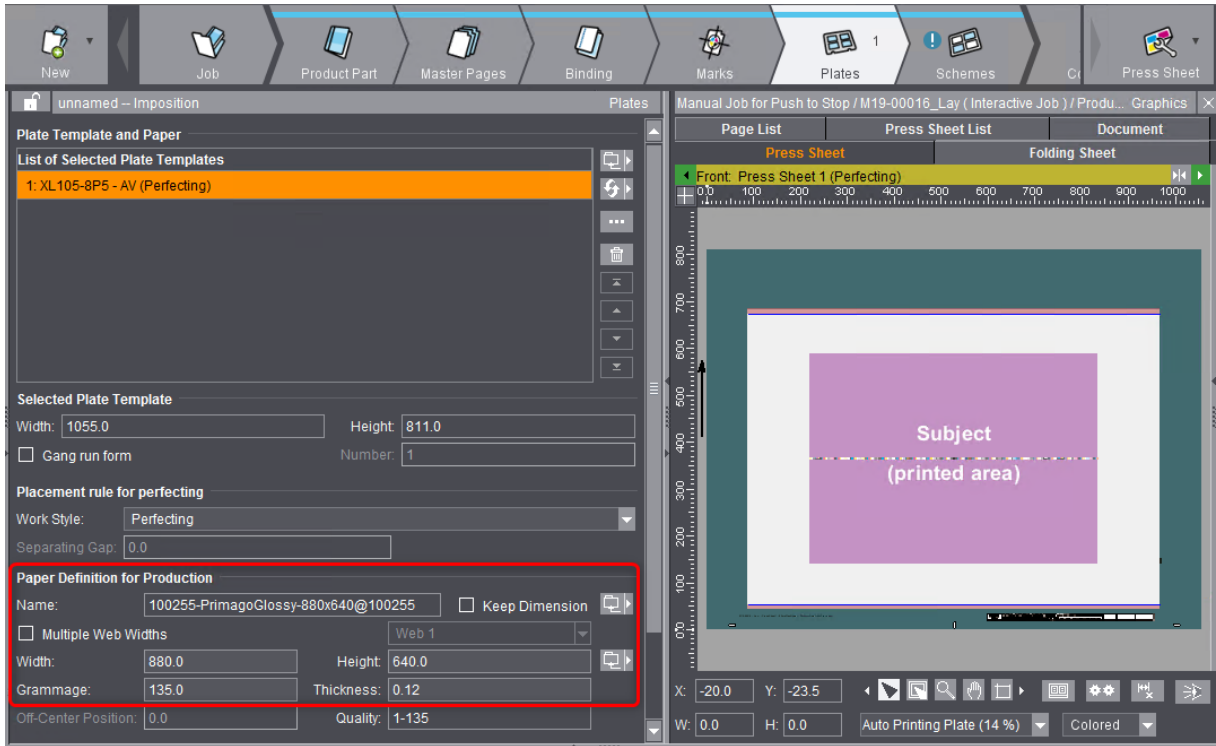 New
Job
Product Part
Master Pages
Binding
Marks
Plates
1
Schemes
Press Sheet
unnamed – Imposition
Plates
Plate Template and Paper
List of Selected Plate Templates
1: XL105-8P5 - AV (Perfecting)
Selected Plate Template
Width: 1055.0 Height: 811.0
Gang run form Number: 1
Placement rule for perfecting
Work Style: Perfecting
Separating Gap: 0.0
Paper Definition for Production
Name: 100255-PrimagoGlossy-880x640@100255 Keep Dimension
Multiple Web Widths Web 1
Width: 880.0 Height: 640.0
Grammage: 135.0 Thickness: 0.12
Off-Center Position: 0.0 Quality: 1-135
Manual Job for Push to Stop / M19-00016_Lay ( Interactive Job ) / Produ... Graphics
Page List Press Sheet List Document
Press Sheet Folding Sheet
Front: Press Sheet 1 (Perfecting)
0.0 100 200 300 400 500 600 700 800 900 1000
800
700
600
500
400
300
200
100
0.0
Subject
(printed area)
X: -20.0 Y: -23.5
W: 0.0 H: 0.0 Auto Printing Plate (14 %) Colored